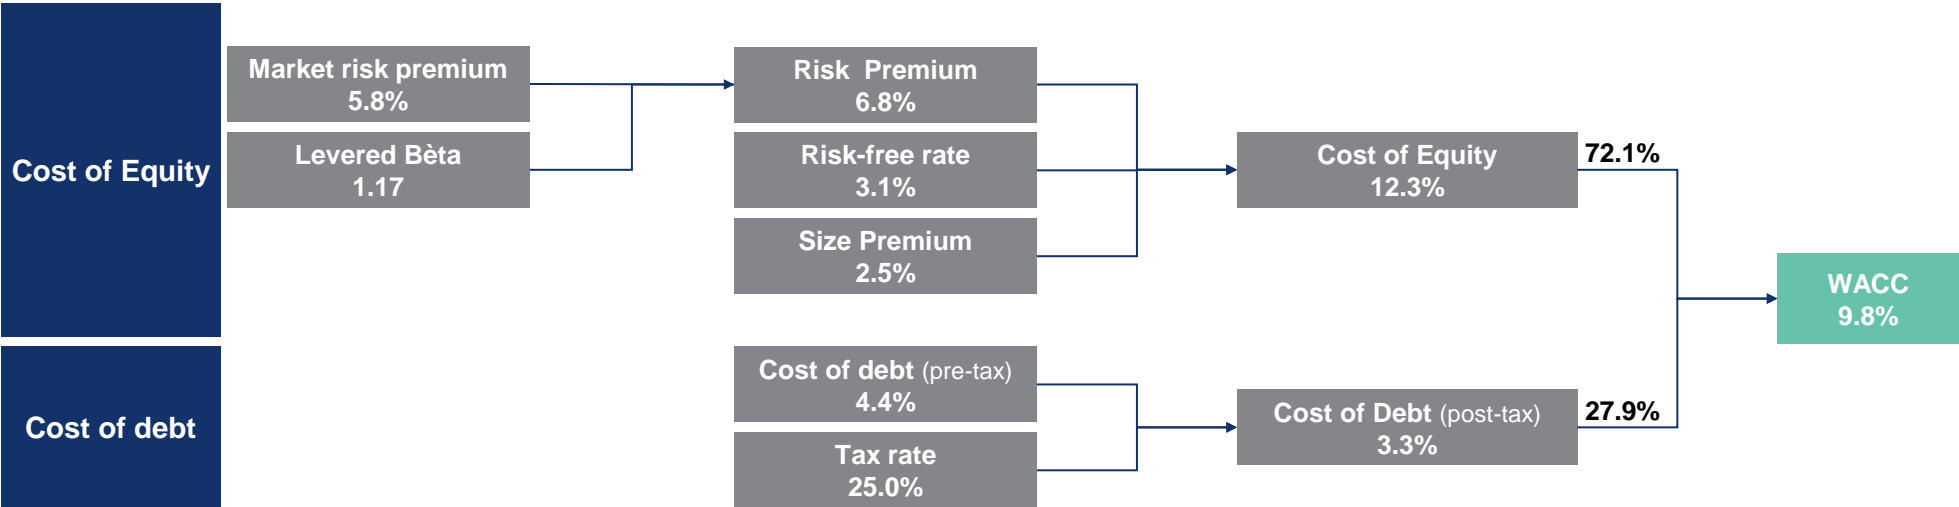 Cost of Equity
Market risk premium
5.8%
Levered Bèta
1.17
Risk  Premium
6.8%
Risk-free rate
3.1%
Size Premium
2.5%
Cost of Equity
12.3%
72.1%
WACC
9.8%
Cost of debt
Cost of debt (pre-tax)
4.4%
Tax rate
25.0%
Cost of Debt (post-tax)
3.3%
27.9%